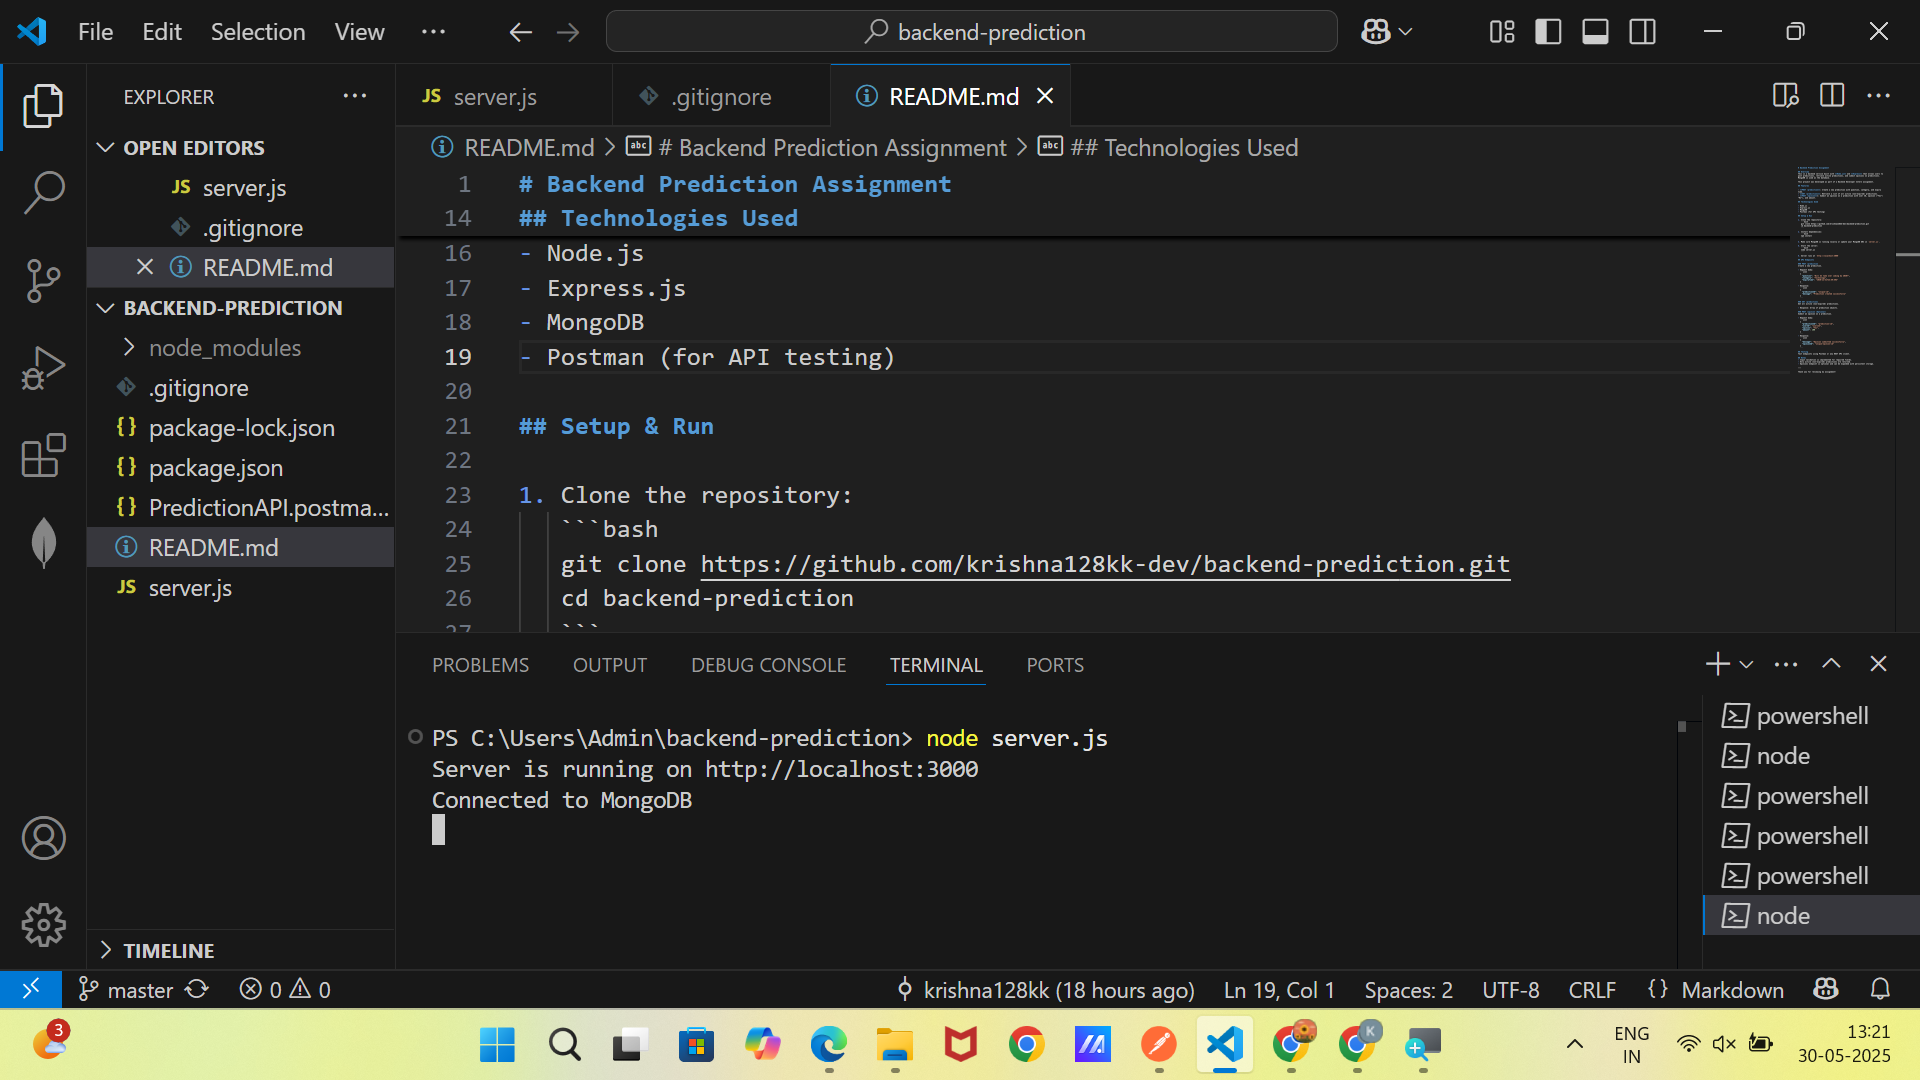 File Edit Selection View ··· backend-prediction
EXPLORER ···
OPEN EDITORS
JS server.js
.gitignore
README.md
BACKEND-PREDICTION
node_modules
.gitignore
{} package-lock.json
{} package.json
{} PredictionAPI.postma...
README.md
JS server.js
TIMELINE
JS server.js .gitignore README.md
README.md > # Backend Prediction Assignment > ## Technologies Used
1 # Backend Prediction Assignment
14 ## Technologies Used
16 - Node.js
17 - Express.js
18 - MongoDB
19 - Postman (for API testing)
20
21 ## Setup & Run
22
23 1. Clone the repository:
24 ```bash
25 git clone https://github.com/krishna128kk-dev/backend-prediction.git
26 cd backend-prediction
27 ```
PROBLEMS OUTPUT DEBUG CONSOLE TERMINAL PORTS
PS C:\Users\Admin\backend-prediction> node server.js
Server is running on http://localhost:3000
Connected to MongoDB
powershell
node
powershell
powershell
powershell
node
master 0 0 krishna128kk (18 hours ago) Ln 19, Col 1 Spaces: 2 UTF-8 CRLF {} Markdown
3
K
ENG
IN
13:21
30-05-2025